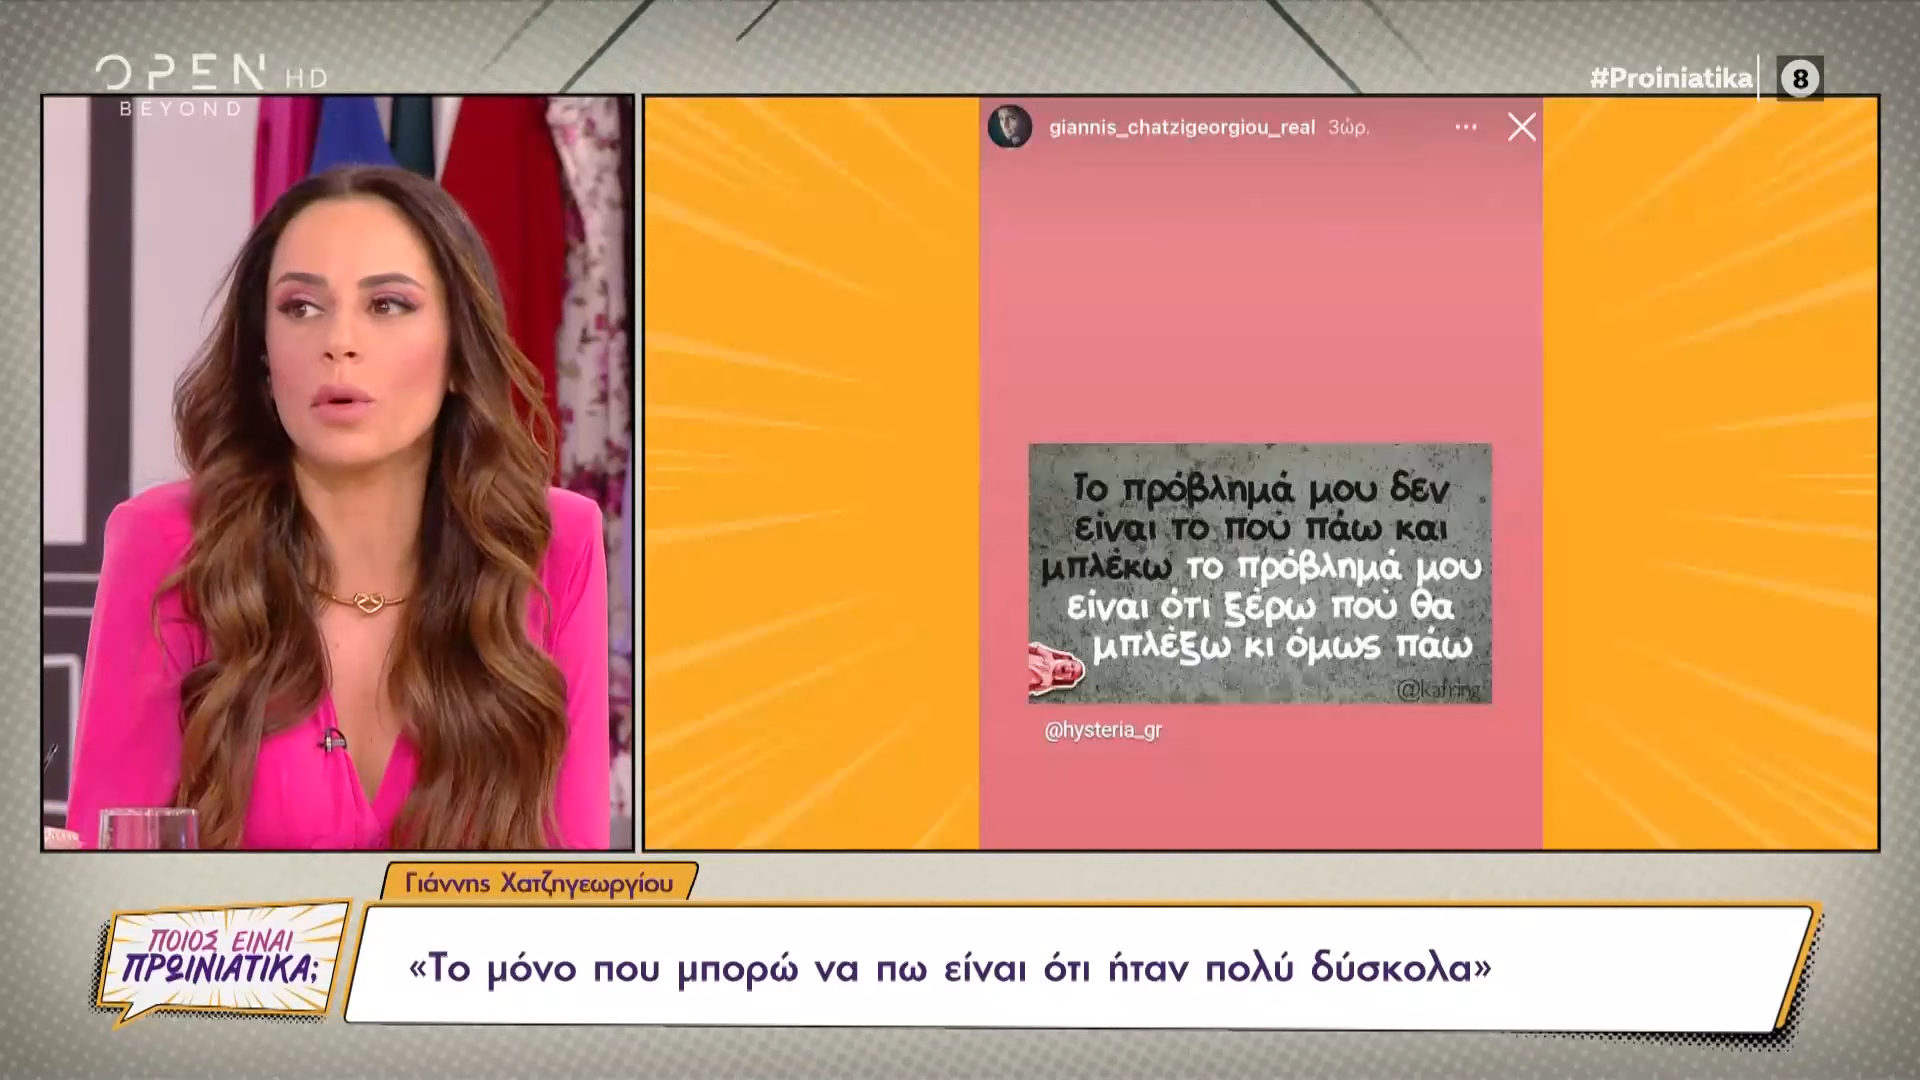 OPEN HD
BEYOND
#Proiniatika
8
giannis_chatzigeorgiou_real 3ώρ.
Το πρόβλημά μου δεν
είναι το πού πάω και
μπλέκω το πρόβλημά μου
είναι ότι ξέρω πού θα
μπλέξω κι όμως πάω
@kafring
@hysteria_gr
Γιάννης Χατζηγεωργίου
ΠΟΙΟΣ ΕΙΝΑΙ
ΠΡΩΙΝΙΑΤΙΚΑ;
«Το μόνο που μπορώ να πω είναι ότι ήταν πολύ δύσκολα»